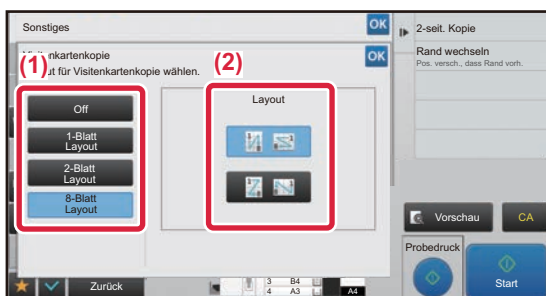 Sonstiges
OK
2-seit. Kopie
Visitenkartenkopie
OK
Rand wechseln
Pos. versch., dass Rand vorh.
(1)
ut für Visitenkartenkopie wählen.
(2)
Off
1-Blatt
Layout
2-Blatt
Layout
8-Blatt
Layout
Layout
Vorschau
CA
Probedruck
Zurück
3 B4
4 A3
A4
Start